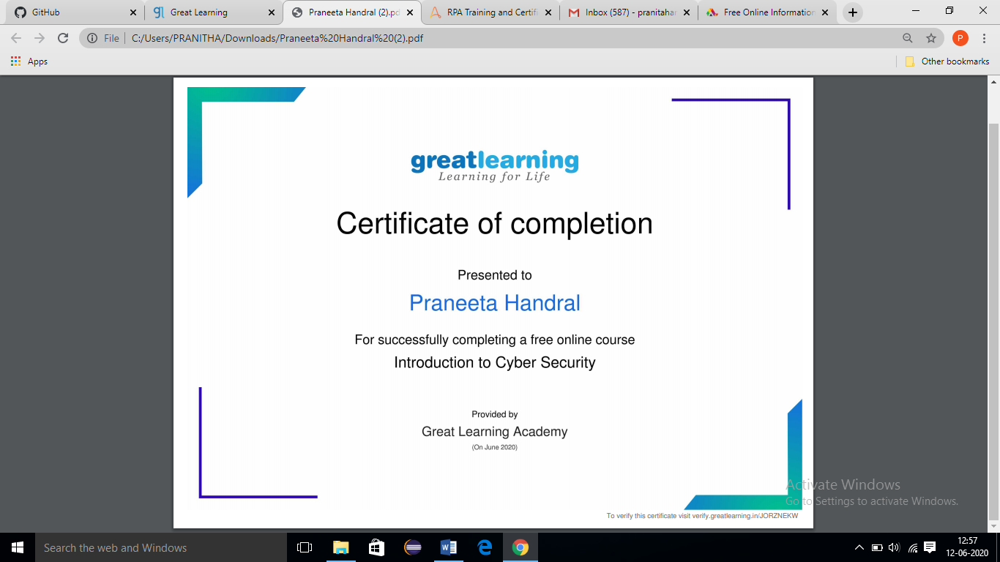 GitHub
Great Learning
Praneeta Handral (2).pd
RPA Training and Certif
Inbox (587) - pranitaha
Free Online Information
File
C:/Users/PRANITHA/Downloads/Praneeta%20Handral%20(2).pdf
P
Apps
Other bookmarks
greatlearning
Learning for Life
Certificate of completion
Presented to
Praneeta Handral
For successfully completing a free online course
Introduction to Cyber Security
Provided by
Great Learning Academy
(On June 2020)
Activate Windows
Go to Settings to activate Windows.
To verify this certificate visit verify.greatlearning.in/JORZNEKW
Search the web and Windows
12:57
12-06-2020